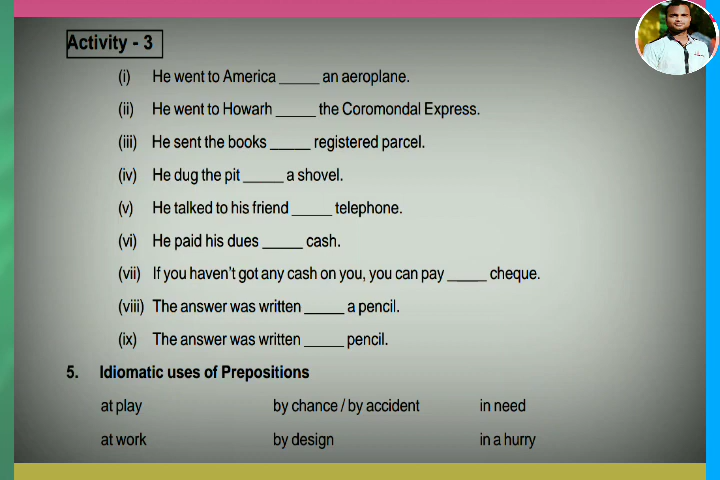 Activity - 3
(i) He went to America _____ an aeroplane.
(ii) He went to Howarh _____ the Coromondal Express.
(iii) He sent the books _____ registered parcel.
(iv) He dug the pit _____ a shovel.
(v) He talked to his friend _____ telephone.
(vi) He paid his dues _____ cash.
(vii) If you haven't got any cash on you, you can pay _____ cheque.
(viii) The answer was written _____ a pencil.
(ix) The answer was written _____ pencil.
5. Idiomatic uses of Prepositions
at play by chance / by accident in need
at work by design in a hurry